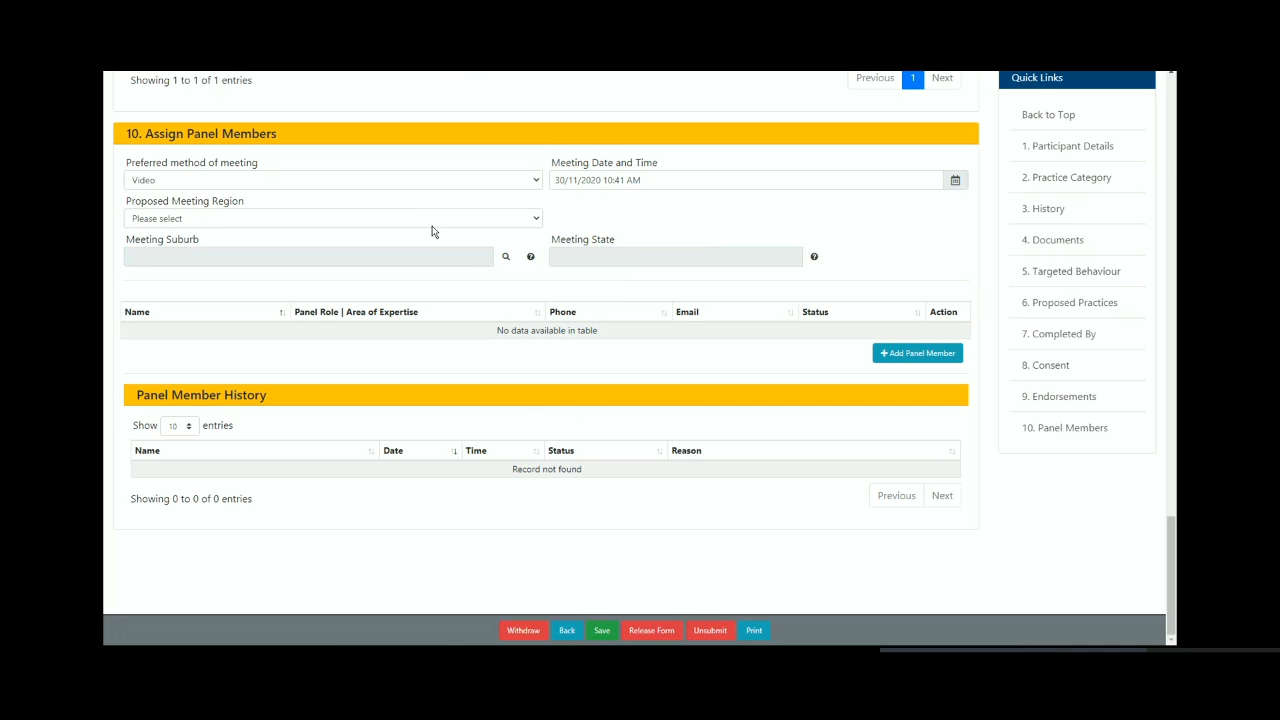 Showing 1 to 1 of 1 entries
Previous 1 Next
10. Assign Panel Members
Preferred method of meeting
Meeting Date and Time
Video
30/11/2020 10:41 AM
Proposed Meeting Region
Please select
Meeting Suburb
Meeting State
Name Panel Role | Area of Expertise Phone Email Status Action
No data available in table
+ Add Panel Member
Panel Member History
Show 10 entries
Name Date Time Status Reason
Record not found
Showing 0 to 0 of 0 entries
Previous Next
Quick Links
Back to Top
1. Participant Details
2. Practice Category
3. History
4. Documents
5. Targeted Behaviour
6. Proposed Practices
7. Completed By
8. Consent
9. Endorsements
10. Panel Members
Withdraw Back Save Release Form Unsubmit Print